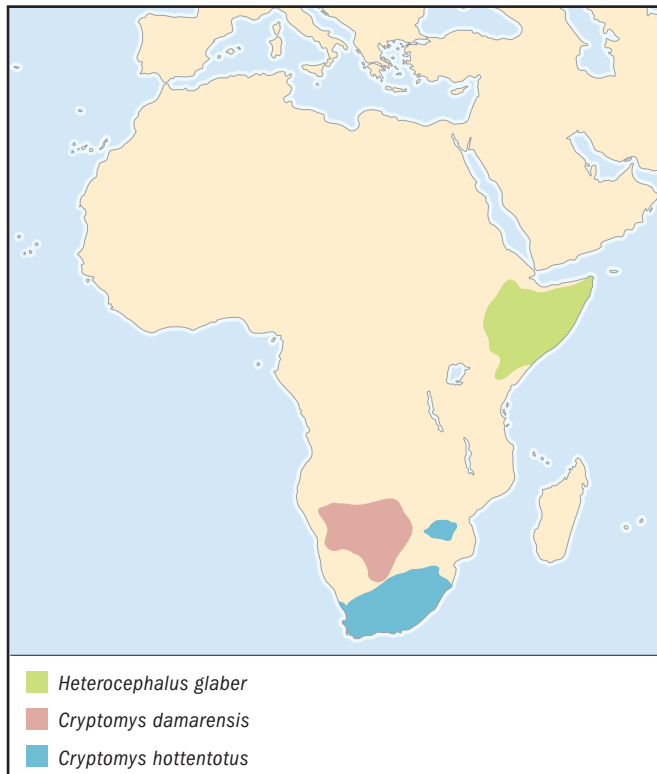 Heterocephalus glaber
Cryptomys damarensis
Cryptomys hottentotus